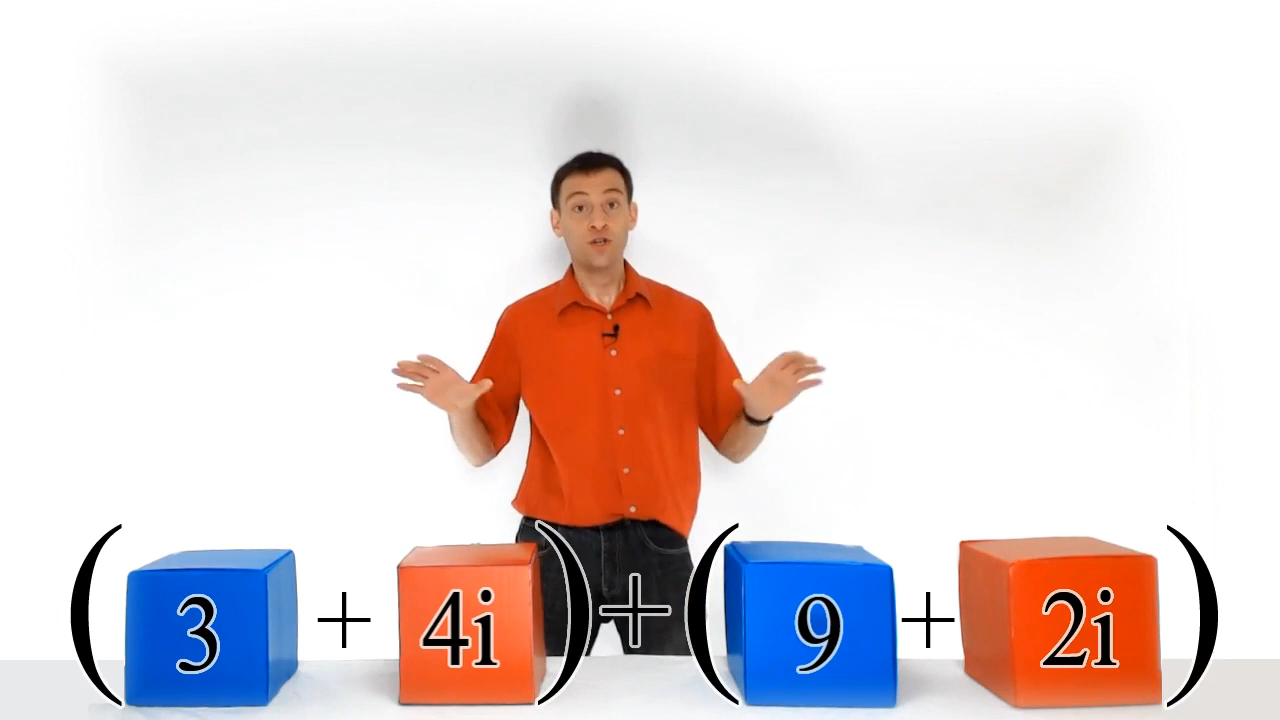 (3 + 4i) + (9 + 2i)